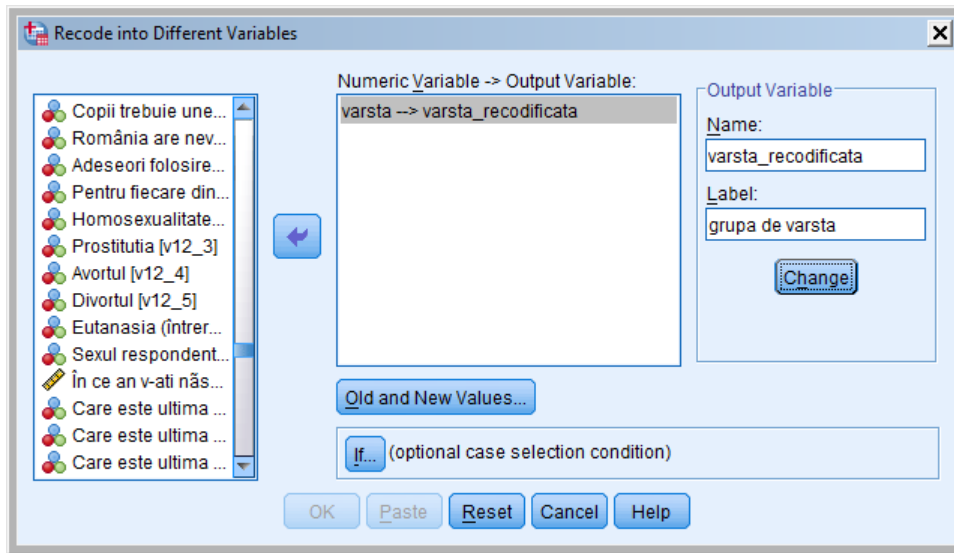 Recode into Different Variables
Copii trebuie une...
România are nev...
Adeseori folosire...
Pentru fiecare din...
Homosexualitate...
Prostitutia [v12_3]
Avortul [v12_4]
Divortul [v12_5]
Eutanasia (între...
Sexul respondent...
În ce an v-ati nãs...
Care este ultima ...
Care este ultima ...
Care este ultima ...
Numeric Variable -> Output Variable:
varsta --> varsta_recodificata
Output Variable
Name:
varsta_recodificata
Label:
grupa de varsta
Change
Old and New Values...
If... (optional case selection condition)
OK Paste Reset Cancel Help